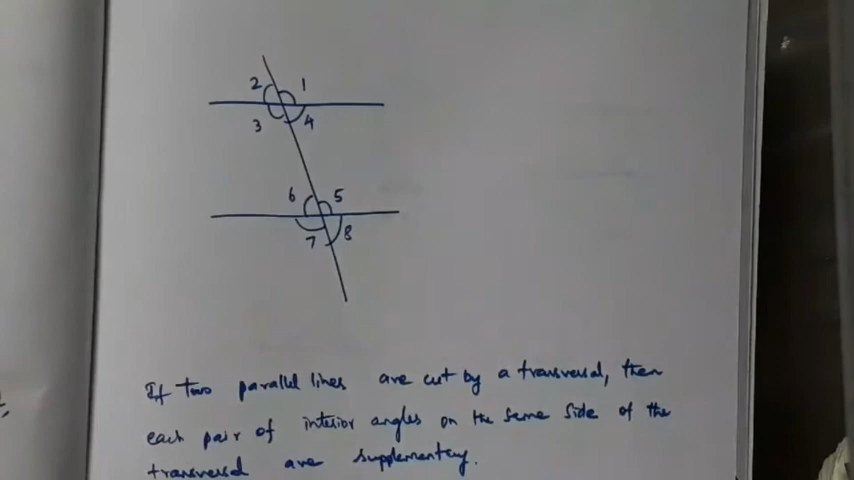 2 1
3 4
6 5
7 8
If two parallel lines are cut by a transversal, then
each pair of interior angles on the same side of the
transversal are supplementary.